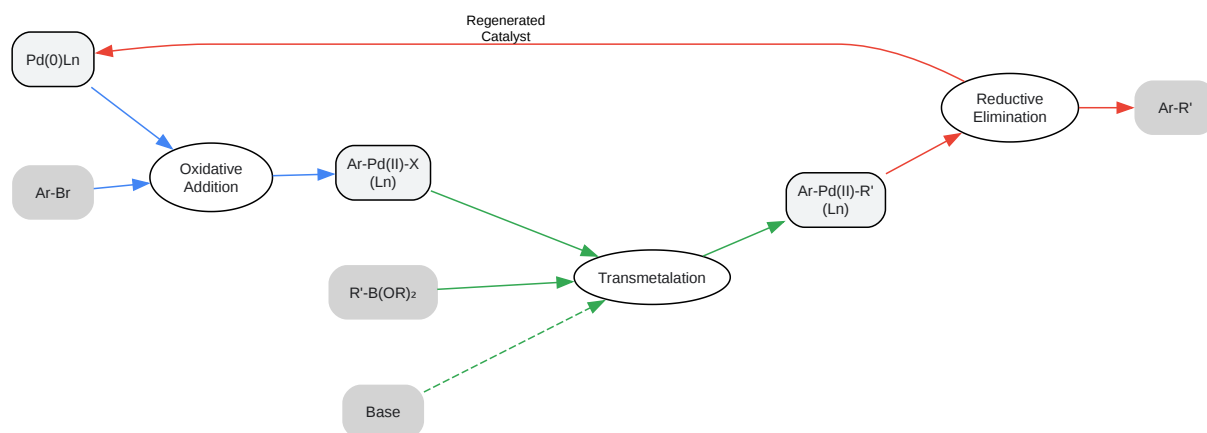 Regenerated
Catalyst
Pd(0)Ln
Reductive
Elimination
Ar-R'
Ar-Pd(II)-X
(Ln)
Oxidative
Addition
Ar-Br
Ar-Pd(II)-R'
(Ln)
Transmetalation
R'-B(OR)₂
Base